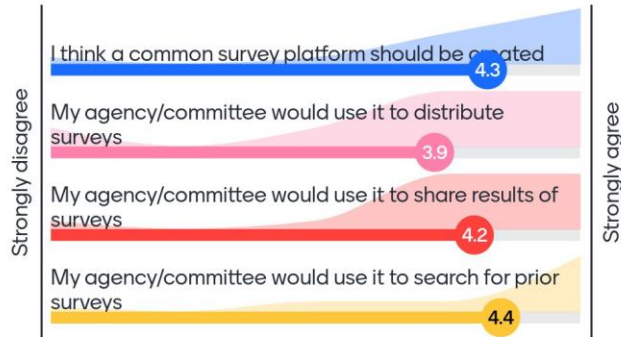 I think a common survey platform should be created
4.3
My agency/committee would use it to distribute
surveys
3.9
My agency/committee would use it to share results of
surveys
4.2
My agency/committee would use it to search for prior
surveys
4.4
Strongly disagree
Strongly agree